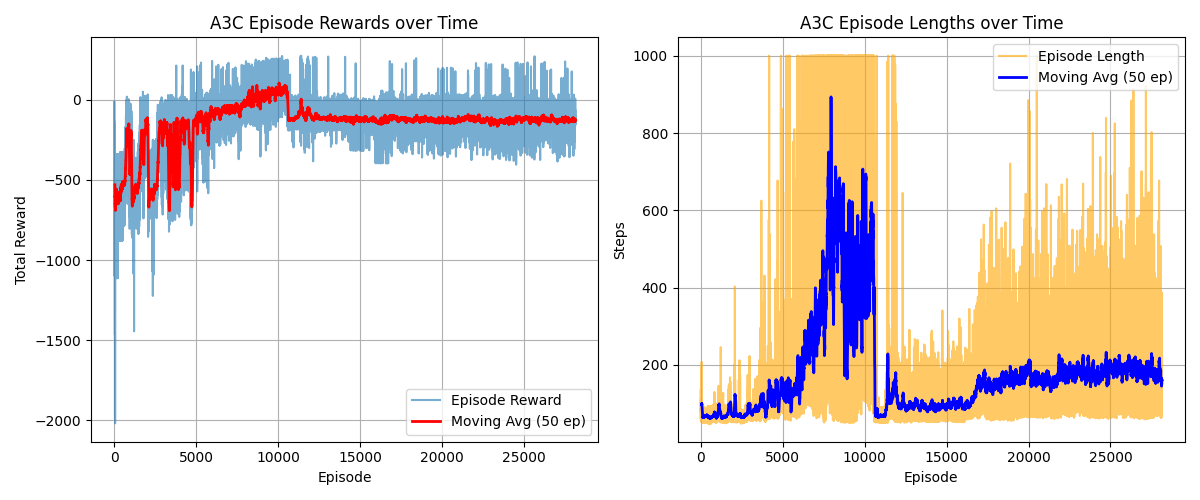 A3C Episode Rewards over Time
0
−500
−1000
−1500
−2000
Total Reward
0
5000
10000
15000
20000
25000
Episode
Episode Reward
Moving Avg (50 ep)
A3C Episode Lengths over Time
1000
800
600
400
200
Steps
0
5000
10000
15000
20000
25000
Episode
Episode Length
Moving Avg (50 ep)